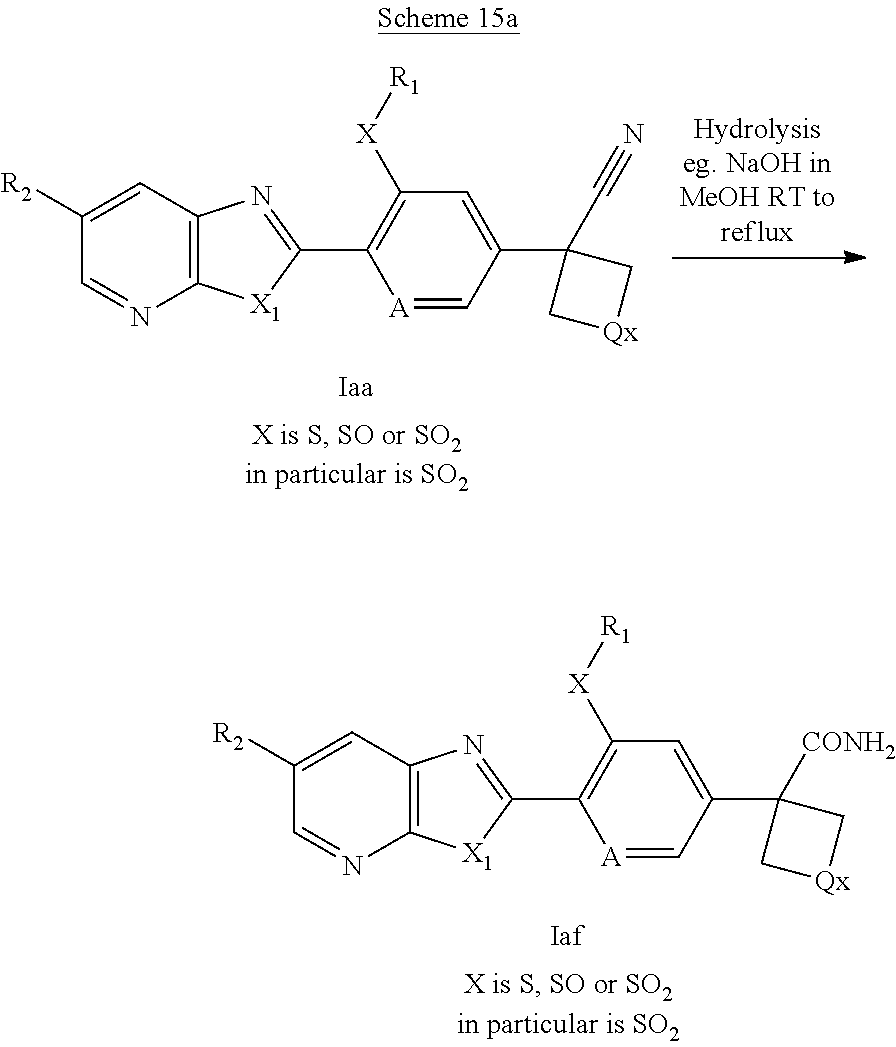 Scheme 15a
R1
X
N
Hydrolysis
eg. NaOH in
MeOH RT to
reflux
R2
N
N
X1
A
Qx
Iaa
X is S, SO or SO2
in particular is SO2
R1
X
R2
N
CONH2
N
X1
A
Qx
Iaf
X is S, SO or SO2
in particular is SO2